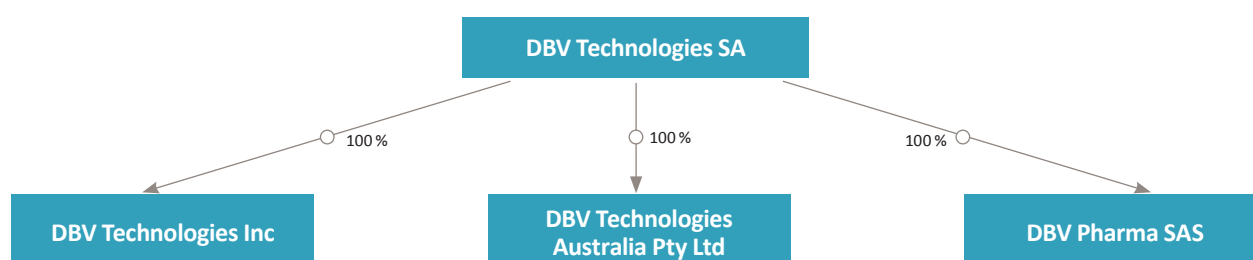 DBV Technologies SA
100 %
100 %
100 %
DBV Technologies Inc
DBV Technologies
Australia Pty Ltd
DBV Pharma SAS